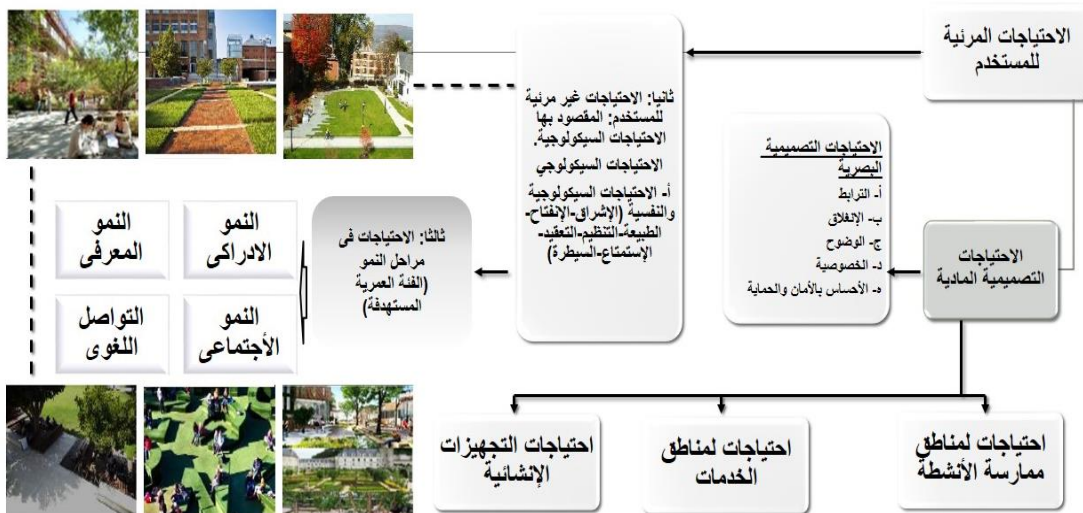 الاحتياجات المرئية
للمستخدم
ثانيا: الاحتياجات غير مرئية
للمستخدم: المقصود بها
الاحتياجات السيكولوجية.
الاحتياجات السيكولوجي
أ- الاحتياجات السيكولوجية
والنفسية (الإشراق-الإنفتاح-
الطبيعة-التنظيم-التعقيد-
الإستمتاع-السيطرة)
الاحتياجات التصميمية
البصرية
أ- الترابط
ب- الإنغلاق
ج- الوضوح
د- الخصوصية
ه- الأحساس بالأمان والحماية
الاحتياجات
التصميمية المادية
ثالثا: الاحتياجات فى
مراحل النمو
(الفئة العمرية
المستهدفة)
النمو
الادراكى
النمو
المعرفى
النمو
الأجتماعى
التواصل
اللغوى
احتياجات لمناطق
ممارسة الأنشطة
احتياجات لمناطق
الخدمات
احتياجات التجهيزات
الإنشائية